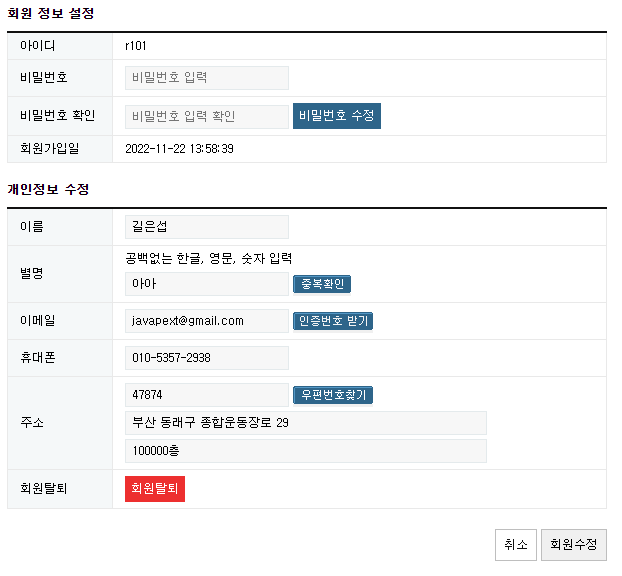 회원 정보 설정
아이디 r101
비밀번호 비밀번호 입력
비밀번호 확인 비밀번호 입력 확인 비밀번호 수정
회원가입일 2022-11-22 13:58:39
개인정보 수정
이름 길은섭
공백없는 한글, 영문, 숫자 입력
별명 아아 중복확인
이메일 javapext@gmail.com 인증번호 받기
휴대폰 010-5357-2938
47874 우편번호찾기
주소 부산 동래구 종합운동장로 29
100000층
회원탈퇴 회원탈퇴
취소 회원수정